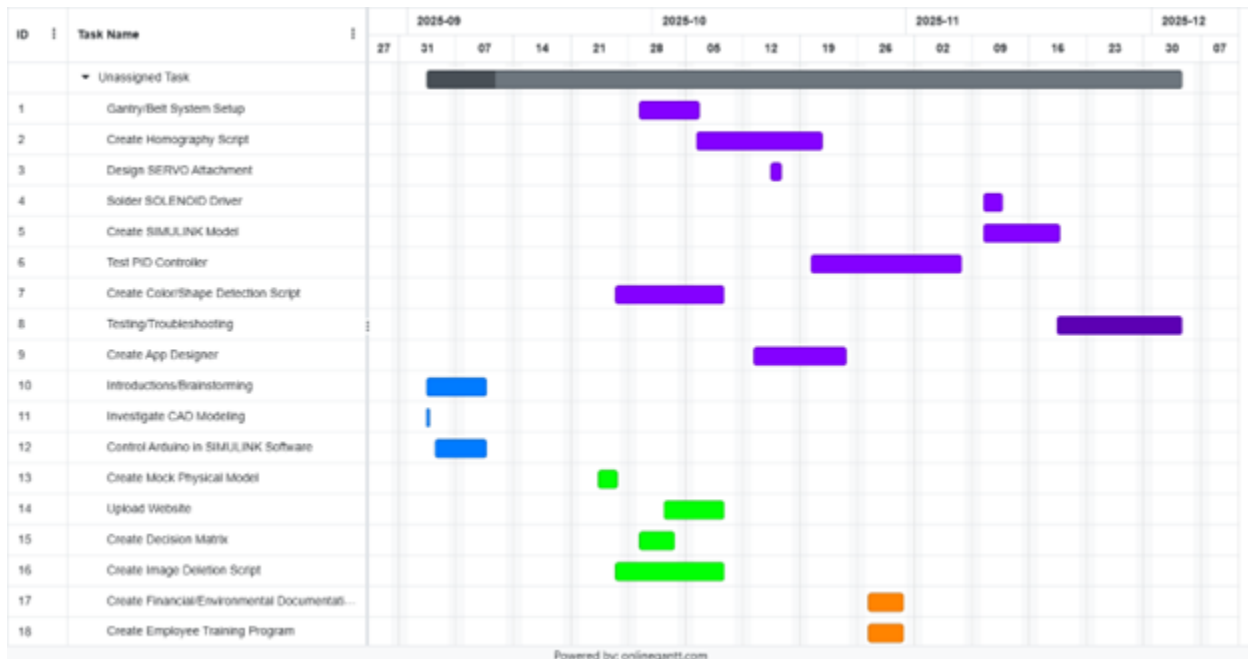 2025-09 2025-10 2025-11 2025-12
ID Task Name
27 31 07 14 21 28 05 12 19 26 02 09 16 23 30 07
Unassigned Task
1 Gantry/Belt System Setup
2 Create Homography Script
3 Design SERVO Attachment
4 Solder SOLENOID Driver
5 Create SIMULINK Model
6 Test PID Controller
7 Create Color/Shape Detection Script
8 Testing/Troubleshooting
9 Create App Designer
10 Introductions/Brainstorming
11 Investigate CAD Modeling
12 Control Arduino in SIMULINK Software
13 Create Mock Physical Model
14 Upload Website
15 Create Decision Matrix
16 Create Image Deletion Script
17 Create Financial/Environmental Documentati...
18 Create Employee Training Program
Powered by: onlinegantt.com